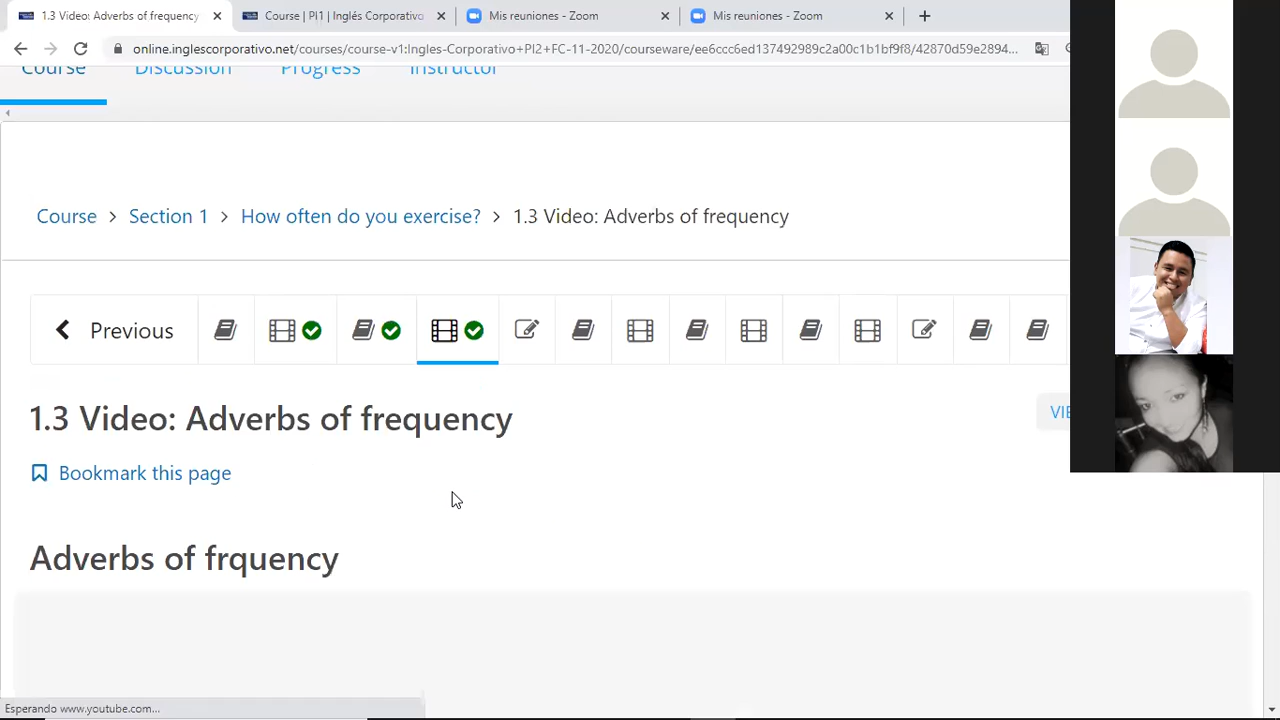 1.3 Video: Adverbs of frequency
Course | PI1 | Inglés Corporativo
Mis reuniones - Zoom
Mis reuniones - Zoom
online.inglescorporativo.net/courses/course-v1:Ingles-Corporativo+PI2+FC-11-2020/courseware/ee6ccc6ed137492989c2a00c1b1bf9f8/42870d59e2894...
Course Discussion Progress Instructor
Course > Section 1 > How often do you exercise? > 1.3 Video: Adverbs of frequency
Previous
1.3 Video: Adverbs of frequency
VIE
Bookmark this page
Adverbs of frquency
Esperando www.youtube.com...